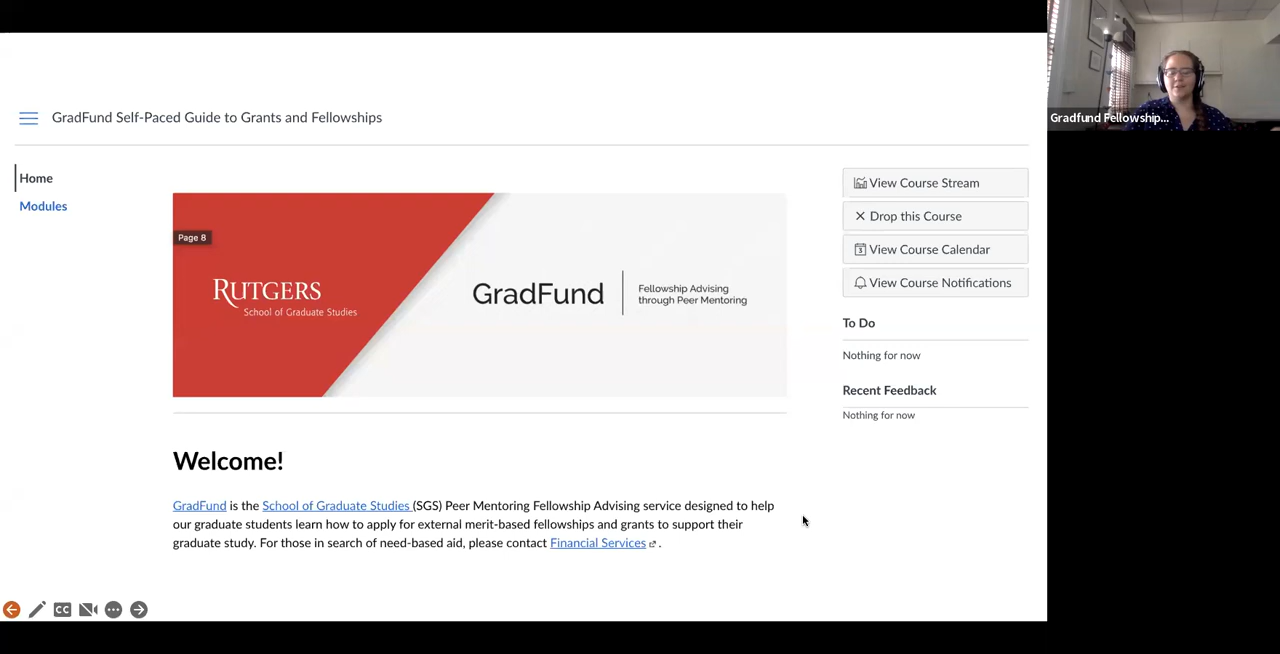 GradFund Self-Paced Guide to Grants and Fellowships
Home
Modules
Page 8
RUTGERS
School of Graduate Studies
GradFund
Fellowship Advising
through Peer Mentoring
View Course Stream
Drop this Course
View Course Calendar
View Course Notifications
To Do
Nothing for now
Recent Feedback
Nothing for now
Welcome!
GradFund is the School of Graduate Studies (SGS) Peer Mentoring Fellowship Advising service designed to help
our graduate students learn how to apply for external merit-based fellowships and grants to support their
graduate study. For those in search of need-based aid, please contact Financial Services .
CC
Gradfund Fellowship...